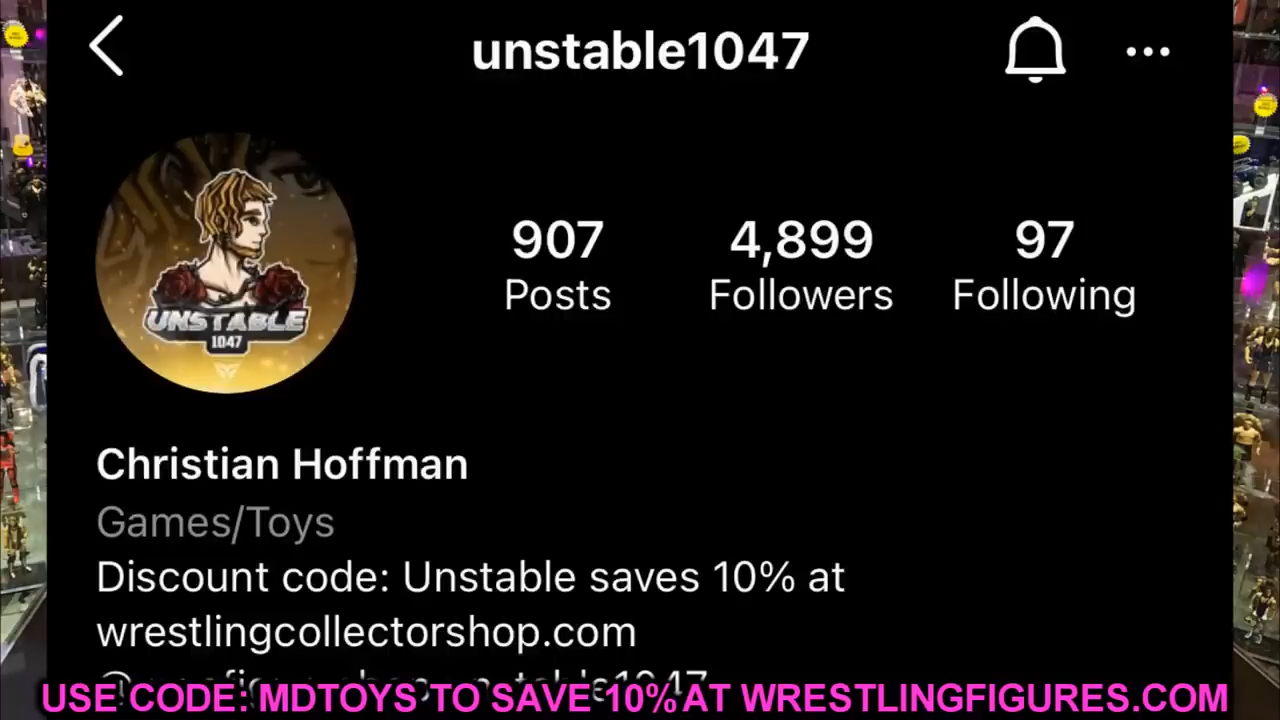 unstable1047
907
4,899
97
Posts
Followers
Following
UNSTABLE
1047
Christian Hoffman
Games/Toys
Discount code: Unstable saves 10% at
wrestlingcollectorshop.com
USE CODE: MDTOYS TO SAVE 10% AT WRESTLINGFIGURES.COM